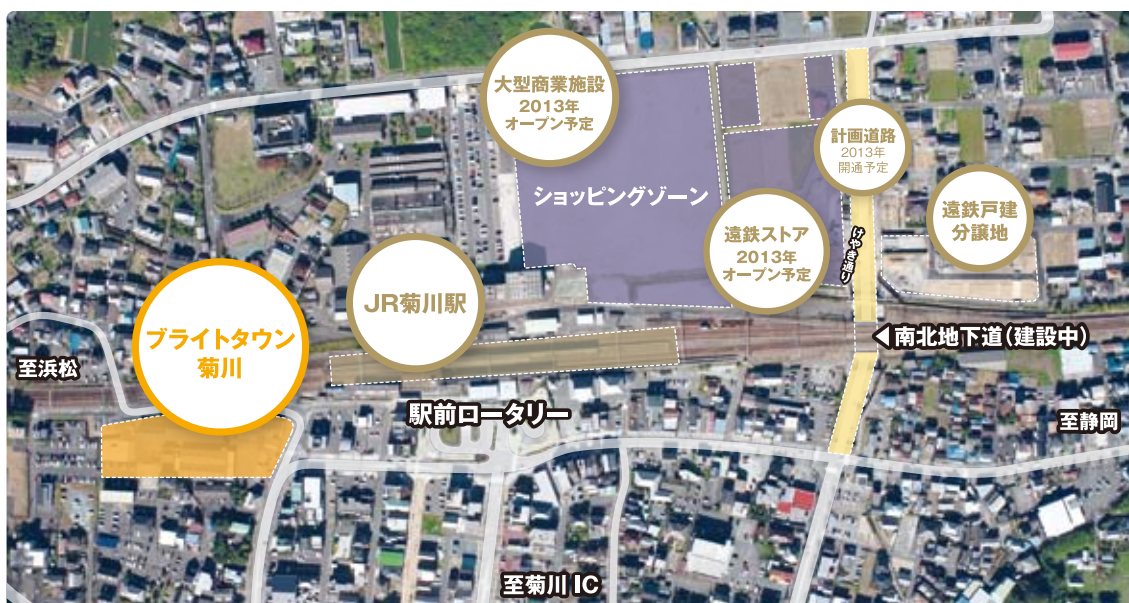 大型商業施設
2013年
オープン予定
計画道路
2013年
開通予定
ショッピングゾーン
遠鉄戸建
分譲地
遠鉄ストア
2013年
オープン予定
けやき通り
JR菊川駅
ブライトタウン
菊川
南北地下道(建設中)
至浜松
駅前ロータリー
至静岡
至菊川 IC